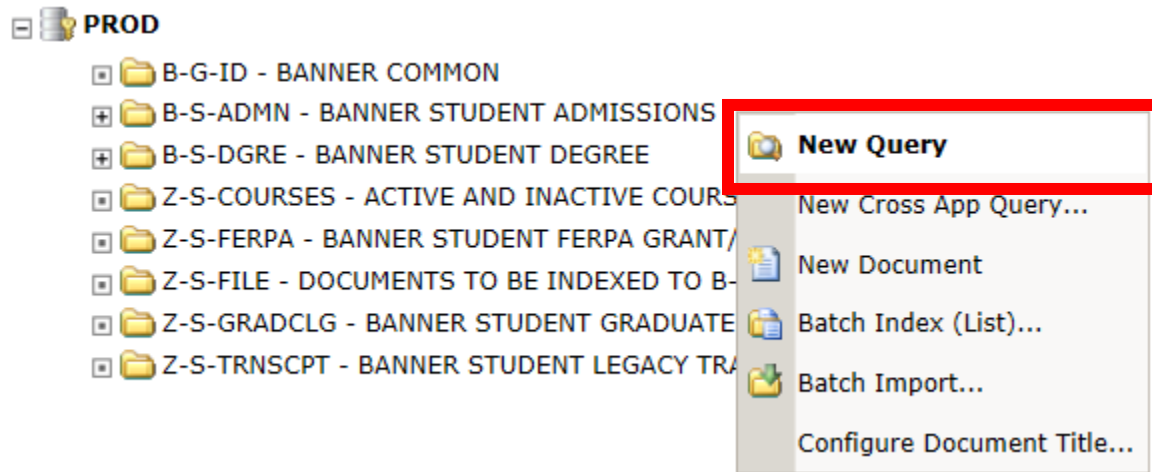 PROD
B-G-ID - BANNER COMMON
B-S-ADMN - BANNER STUDENT ADMISSIONS
B-S-DGRE - BANNER STUDENT DEGREE
Z-S-COURSES - ACTIVE AND INACTIVE COURS
Z-S-FERPA - BANNER STUDENT FERPA GRANT/
Z-S-FILE - DOCUMENTS TO BE INDEXED TO B-
Z-S-GRADCLG - BANNER STUDENT GRADUATE
Z-S-TRNSCPT - BANNER STUDENT LEGACY TRA
New Query
New Cross App Query...
New Document
Batch Index (List)...
Batch Import...
Configure Document Title...